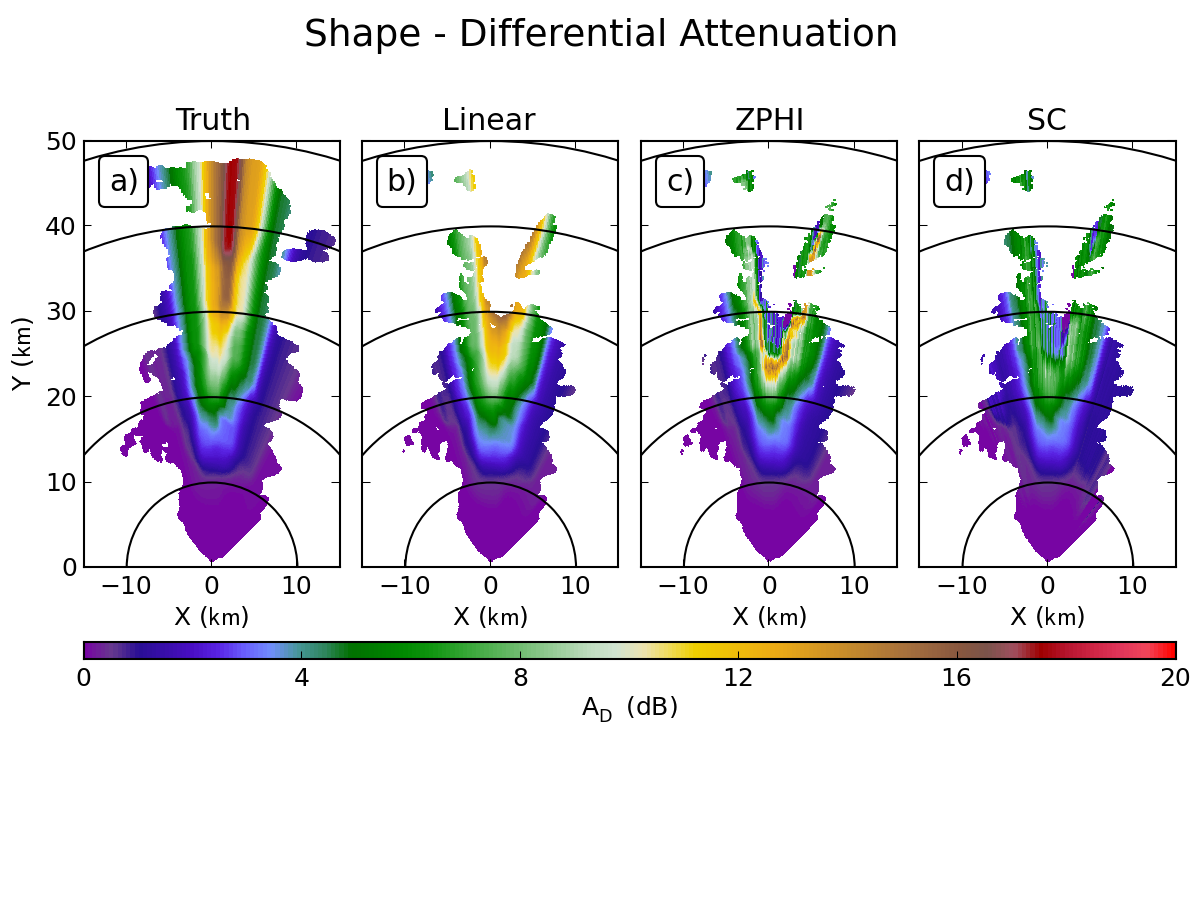 Shape - Differential Attenuation
Truth Linear ZPHI SC
50 a) b) c) d)
40
30
20
10
0
Y (km)
−10 0 10 −10 0 10 −10 0 10 −10 0 10
X (km) X (km) X (km) X (km)
0 4 8 12 16 20
A_D (dB)